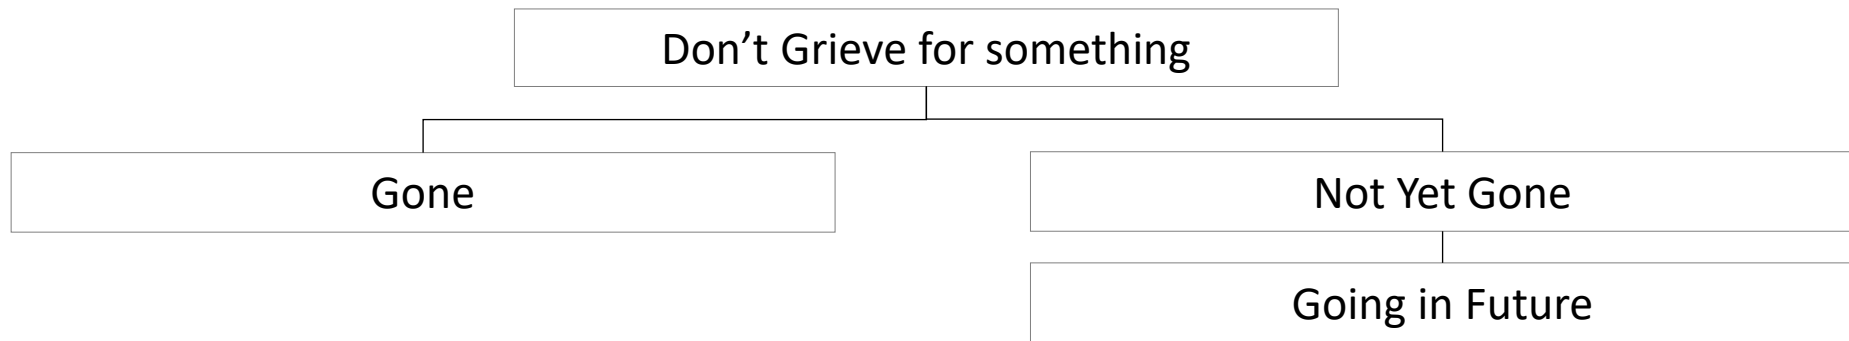 Don’t Grieve for something
Gone
Not Yet Gone
Going in Future